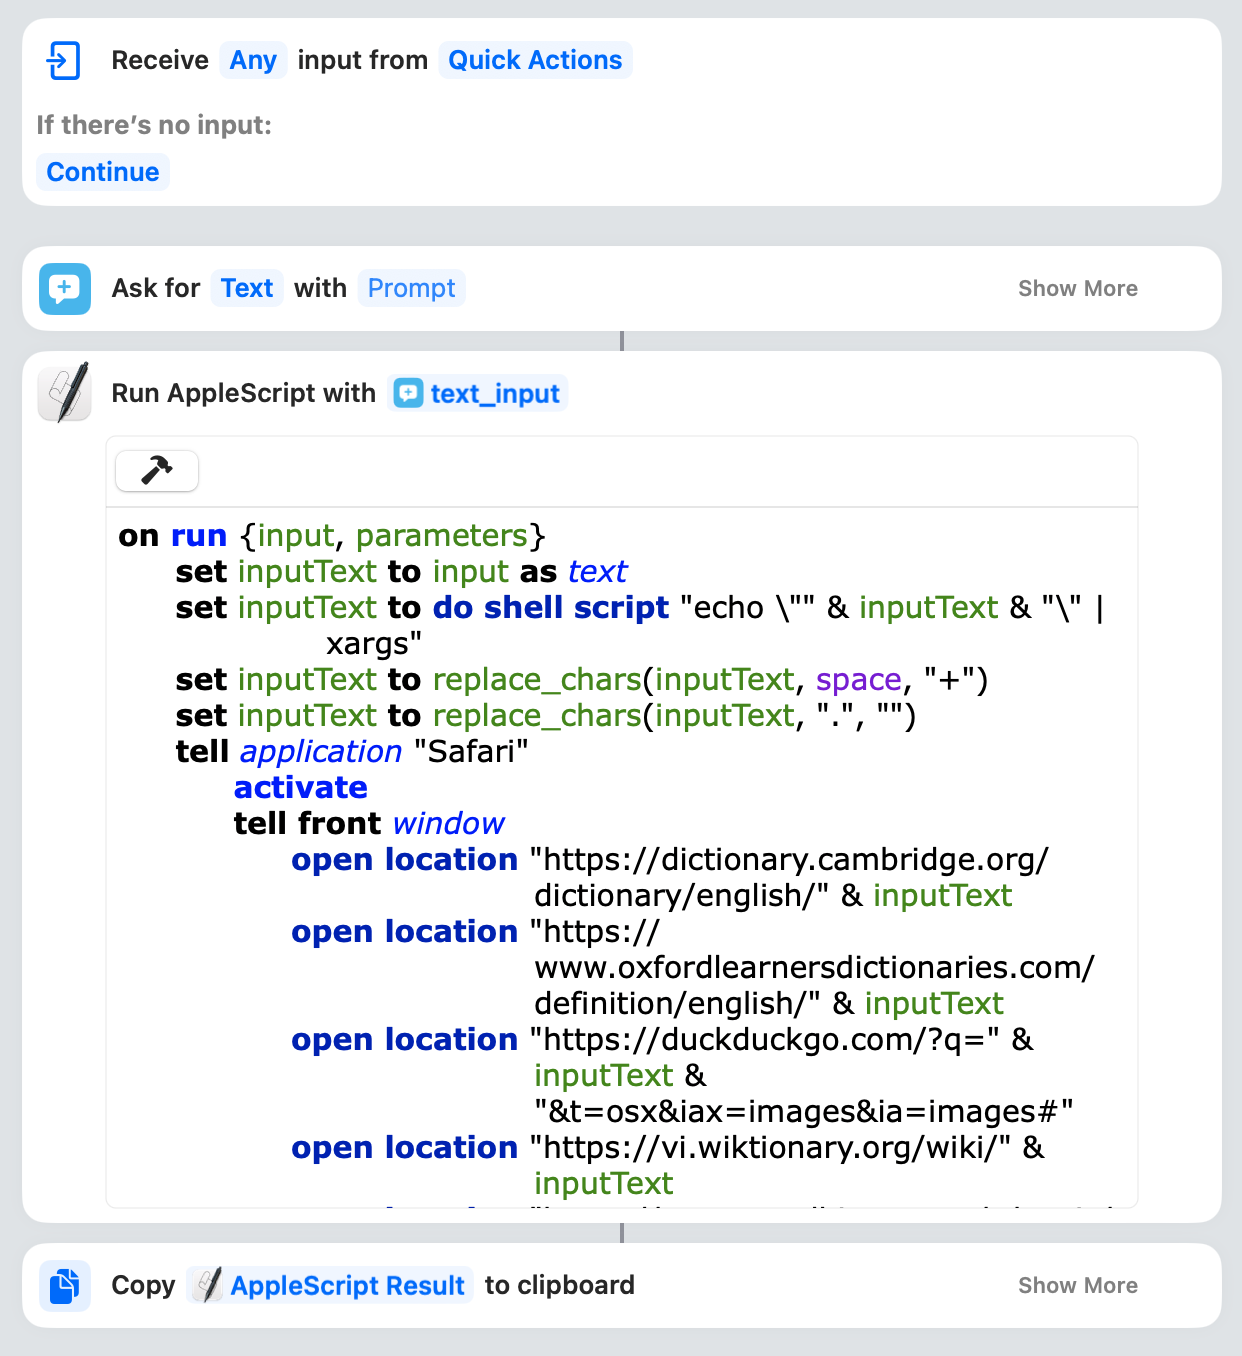 Receive Any input from Quick Actions
If there’s no input:
Continue
Ask for Text with Prompt Show More
Run AppleScript with text_input
on run {input, parameters}
set inputText to input as text
set inputText to do shell script "echo \"" & inputText & "\" |
xargs"
set inputText to replace_chars(inputText, space, "+")
set inputText to replace_chars(inputText, ".", "")
tell application "Safari"
activate
tell front window
open location "https://dictionary.cambridge.org/
dictionary/english/" & inputText
open location "https://
www.oxfordlearnersdictionaries.com/
definition/english/" & inputText
open location "https://duckduckgo.com/?q=" &
inputText &
"&t=osx&iax=images&ia=images#"
open location "https://vi.wiktionary.org/wiki/" &
inputText
Copy AppleScript Result to clipboard Show More